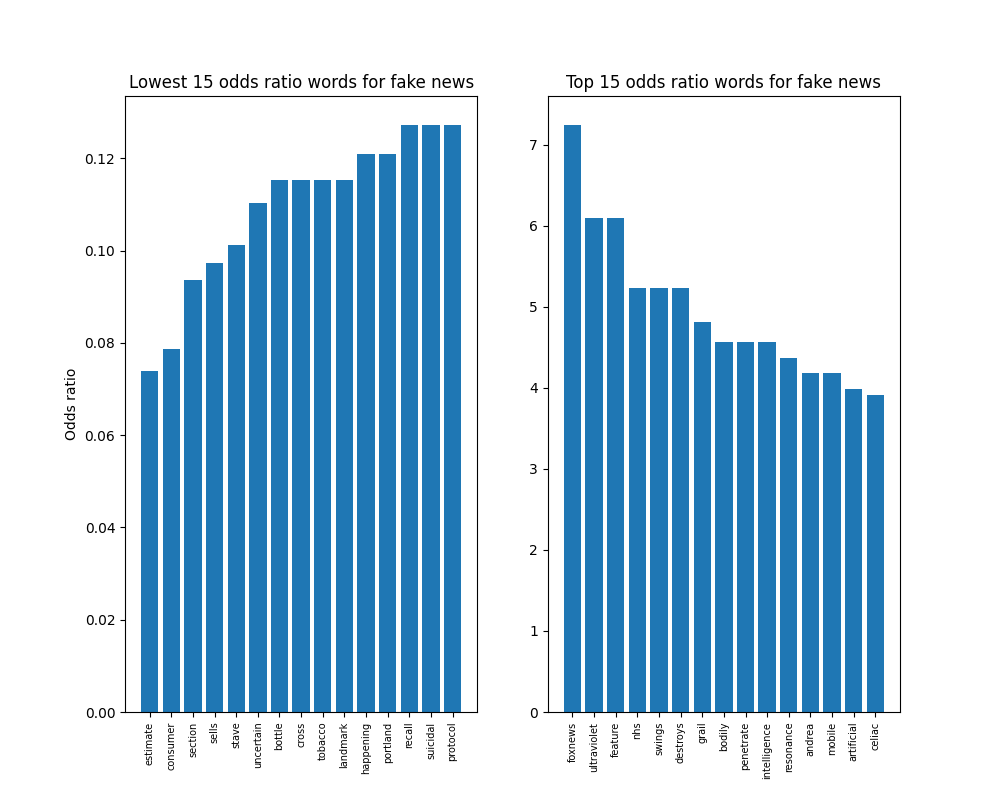 Lowest 15 odds ratio words for fake news
Odds ratio
0.12
0.10
0.08
0.06
0.04
0.02
0.00
estimate
consumer
section
sells
stave
uncertain
bottle
cross
tobacco
landmark
happening
portland
recall
suicidal
protocol
Top 15 odds ratio words for fake news
7
6
5
4
3
2
1
0
foxnews
ultraviolet
feature
nhs
swings
destroys
grail
bodily
penetrate
intelligence
resonance
andrea
mobile
artificial
celiac